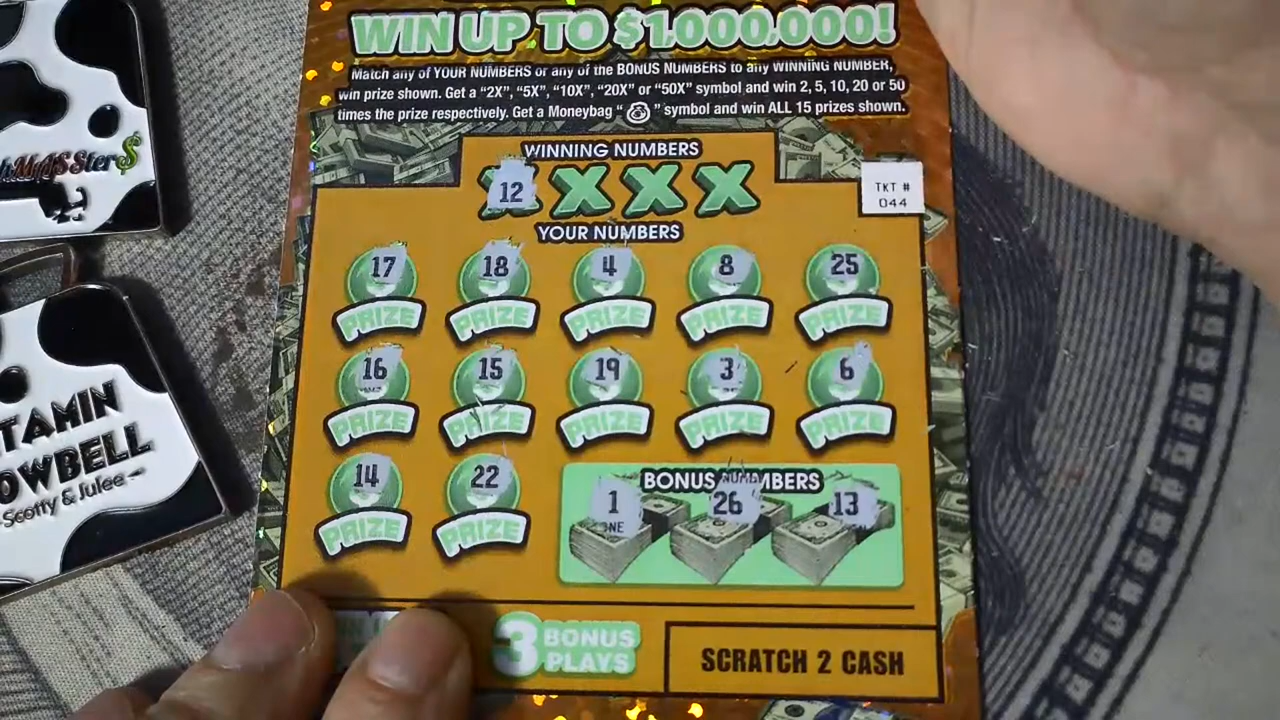 WIN UP TO $1,000,000!
Match any of YOUR NUMBERS or any of the BONUS NUMBERS to any WINNING NUMBER,
win prize shown. Get a "2X", "5X", "10X", "20X" or "50X" symbol and win 2, 5, 10, 20 or 50
times the prize respectively. Get a Moneybag " " symbol and win ALL 15 prizes shown.
WINNING NUMBERS
12 X X X
TKT #
044
YOUR NUMBERS
17 18 4 8 25
PRIZE PRIZE PRIZE PRIZE PRIZE
16 15 19 3 6
PRIZE PRIZE PRIZE PRIZE PRIZE
14 22
PRIZE PRIZE
BONUS NUMBERS
1 26 13
3 BONUS
PLAYS
SCRATCH 2 CASH
COWBELL
-Scotty & Julee-